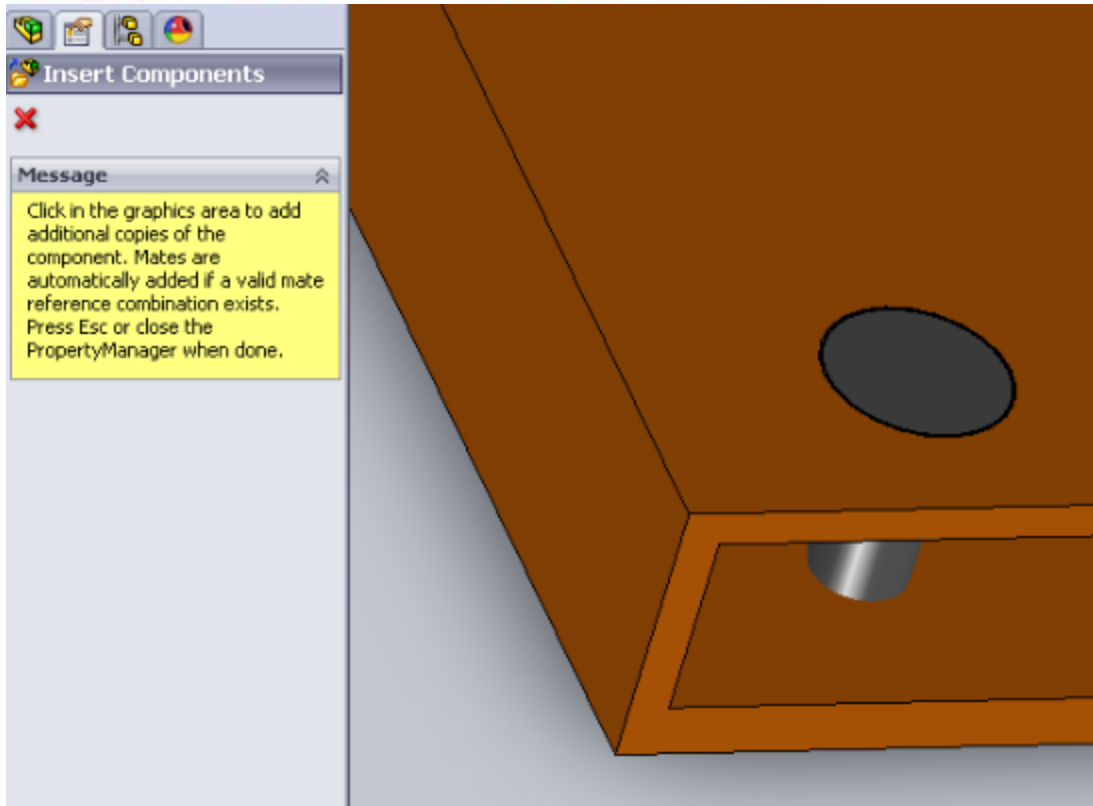 Insert Components
Message
Click in the graphics area to add
additional copies of the
component. Mates are
automatically added if a valid mate
reference combination exists.
Press Esc or close the
PropertyManager when done.